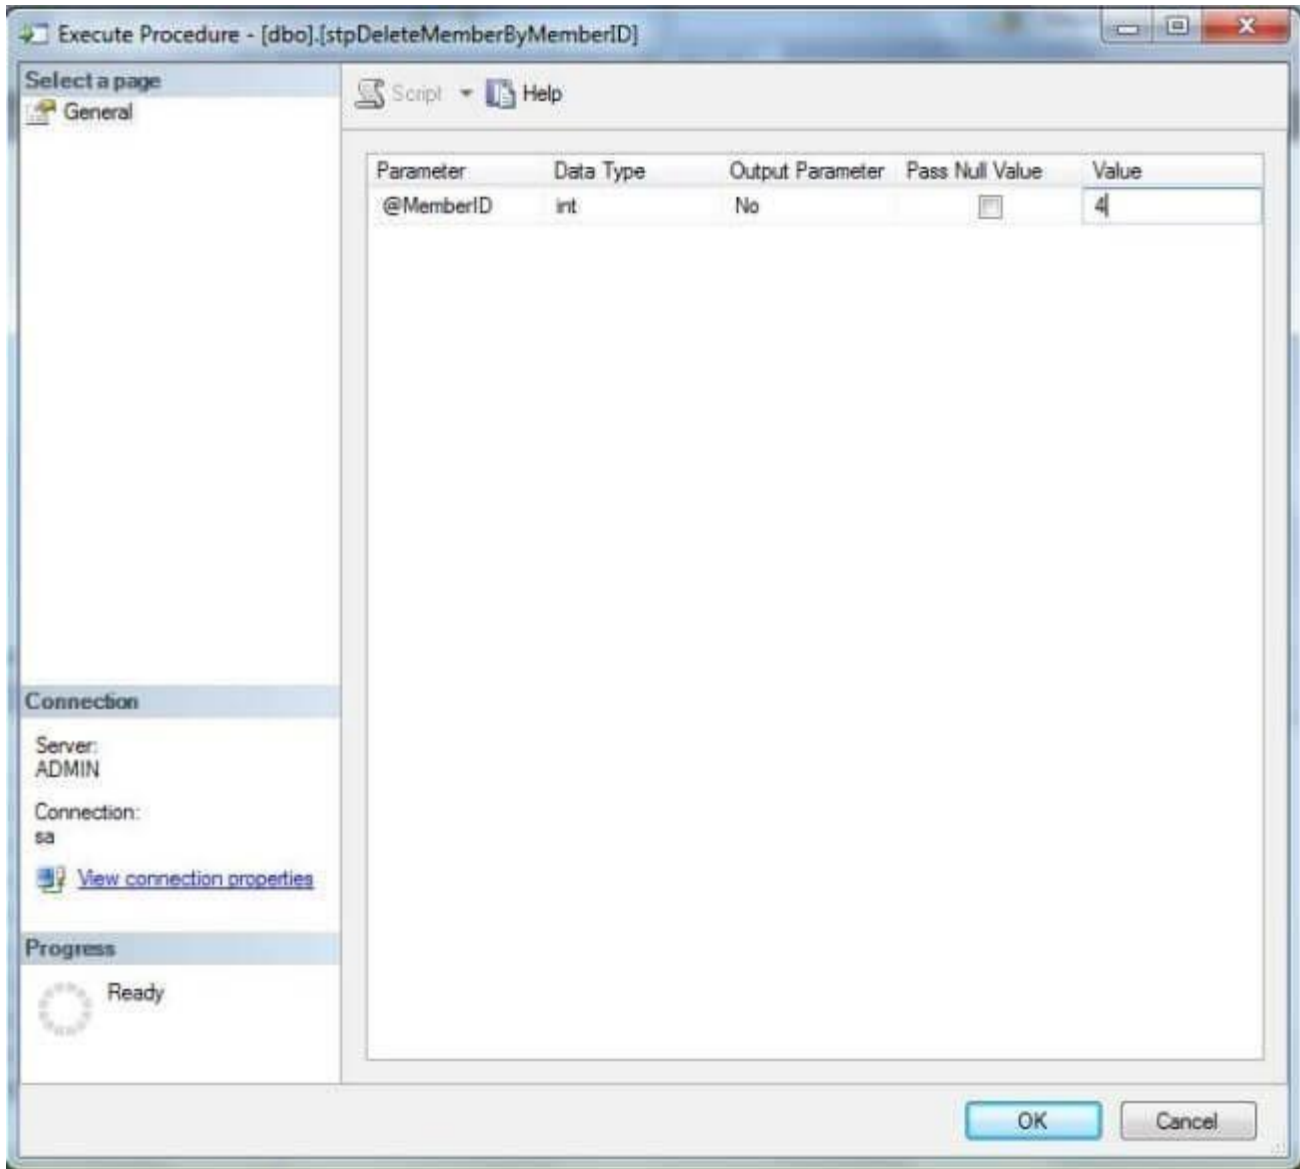 Execute Procedure - [dbo].[stpDeleteMemberByMemberID]
Select a page
General
Script Help
Parameter Data Type Output Parameter Pass Null Value Value
@MemberID int No 4
Connection
Server:
ADMIN
Connection:
sa
View connection properties
Progress
Ready
OK Cancel